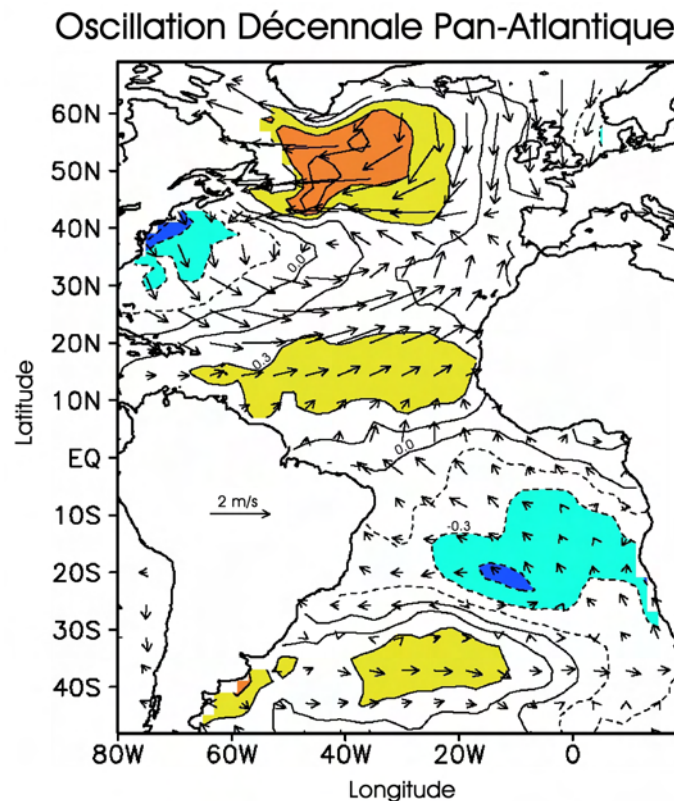 Oscillation Décennale Pan-Atlantique
60N
50N
40N
30N
20N
10N
EQ
10S
20S
30S
40S
Latitude
0.0
0.3
0.0
2 m/s
-0.3
80W 60W 40W 20W 0
Longitude